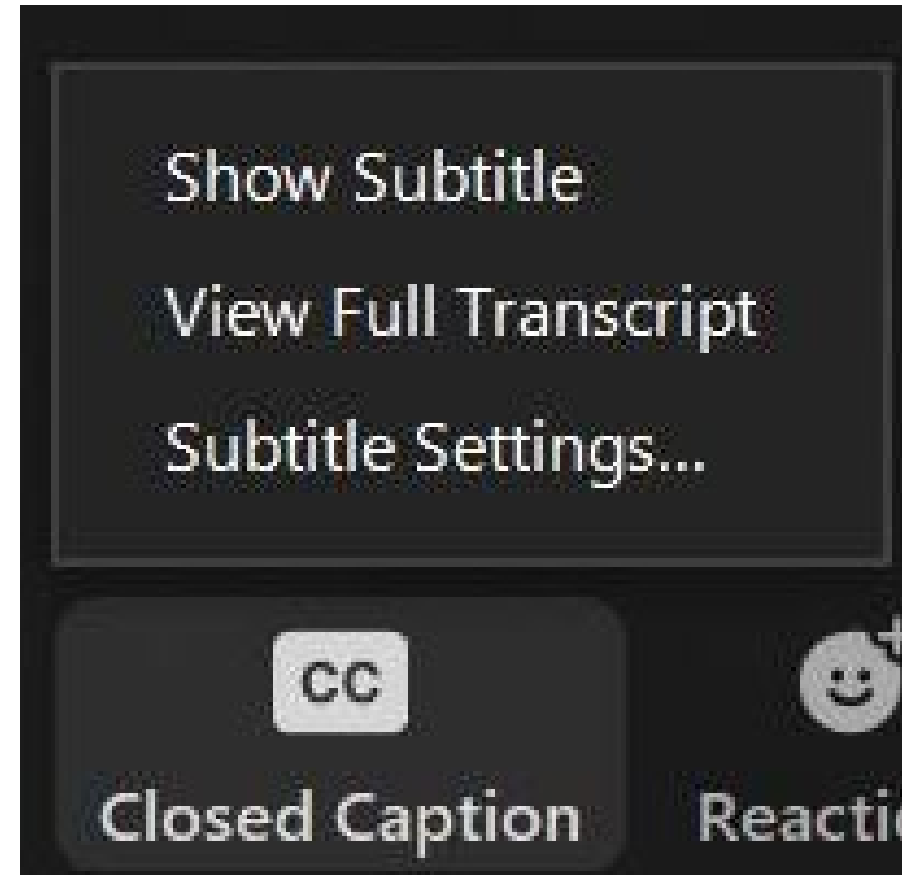 Show Subtitle
View Full Transcript
Subtitle Settings...
CC
Closed Caption